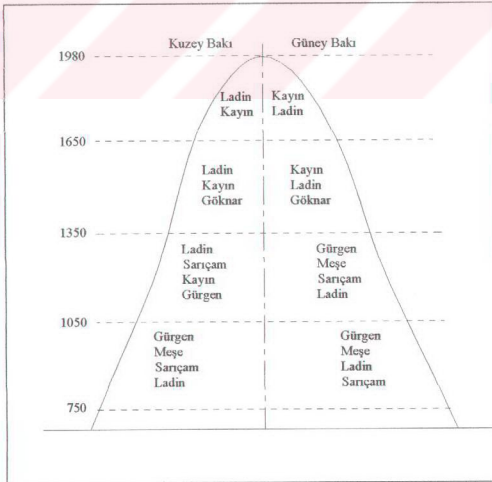 Kuzey Bakı Güney Bakı
1980
Ladin Kayın
Kayın Ladin
1650
Ladin Kayın
Kayın Ladin
Göknar Göknar
1350
Ladin Gürgen
Sarıçam Meşe
Kayın Sarıçam
Gürgen Ladin
1050
Gürgen Gürgen
Meşe Meşe
Sarıçam Ladin
Ladin Sarıçam
750